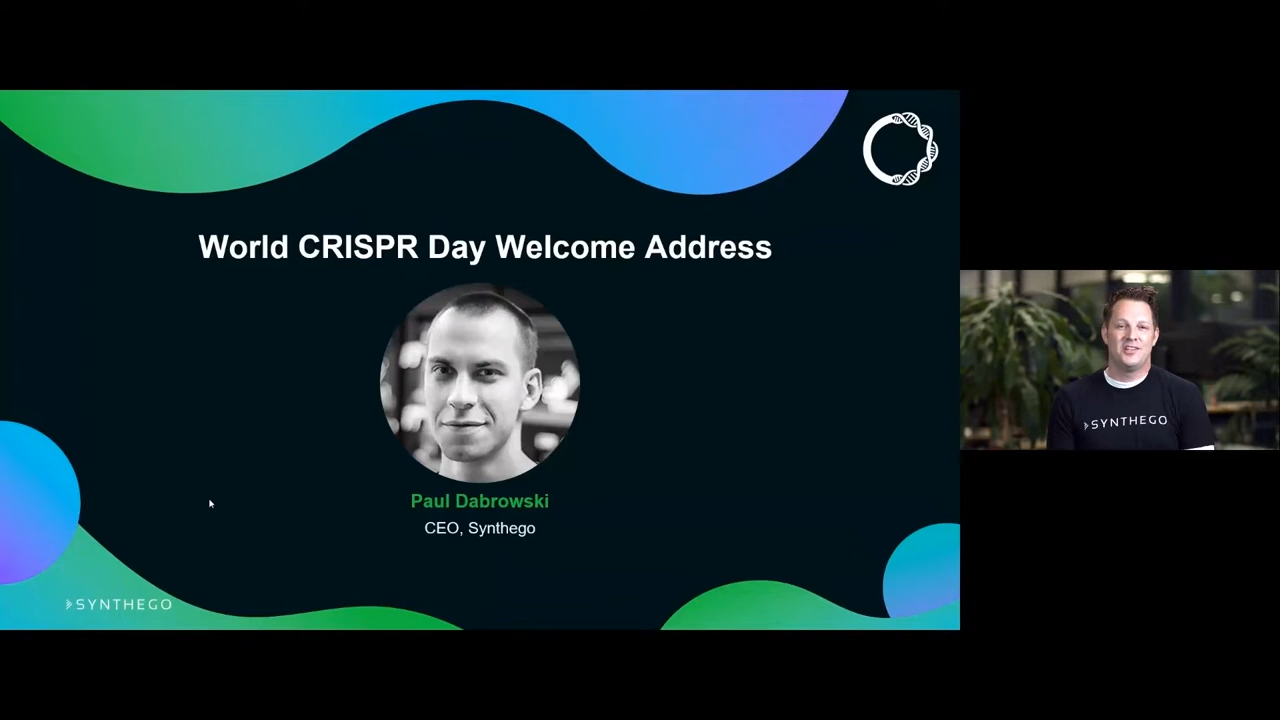 World CRISPR Day Welcome Address
Paul Dabrowski
CEO, Synthego
SYNTHEGO
SYNTHEGO